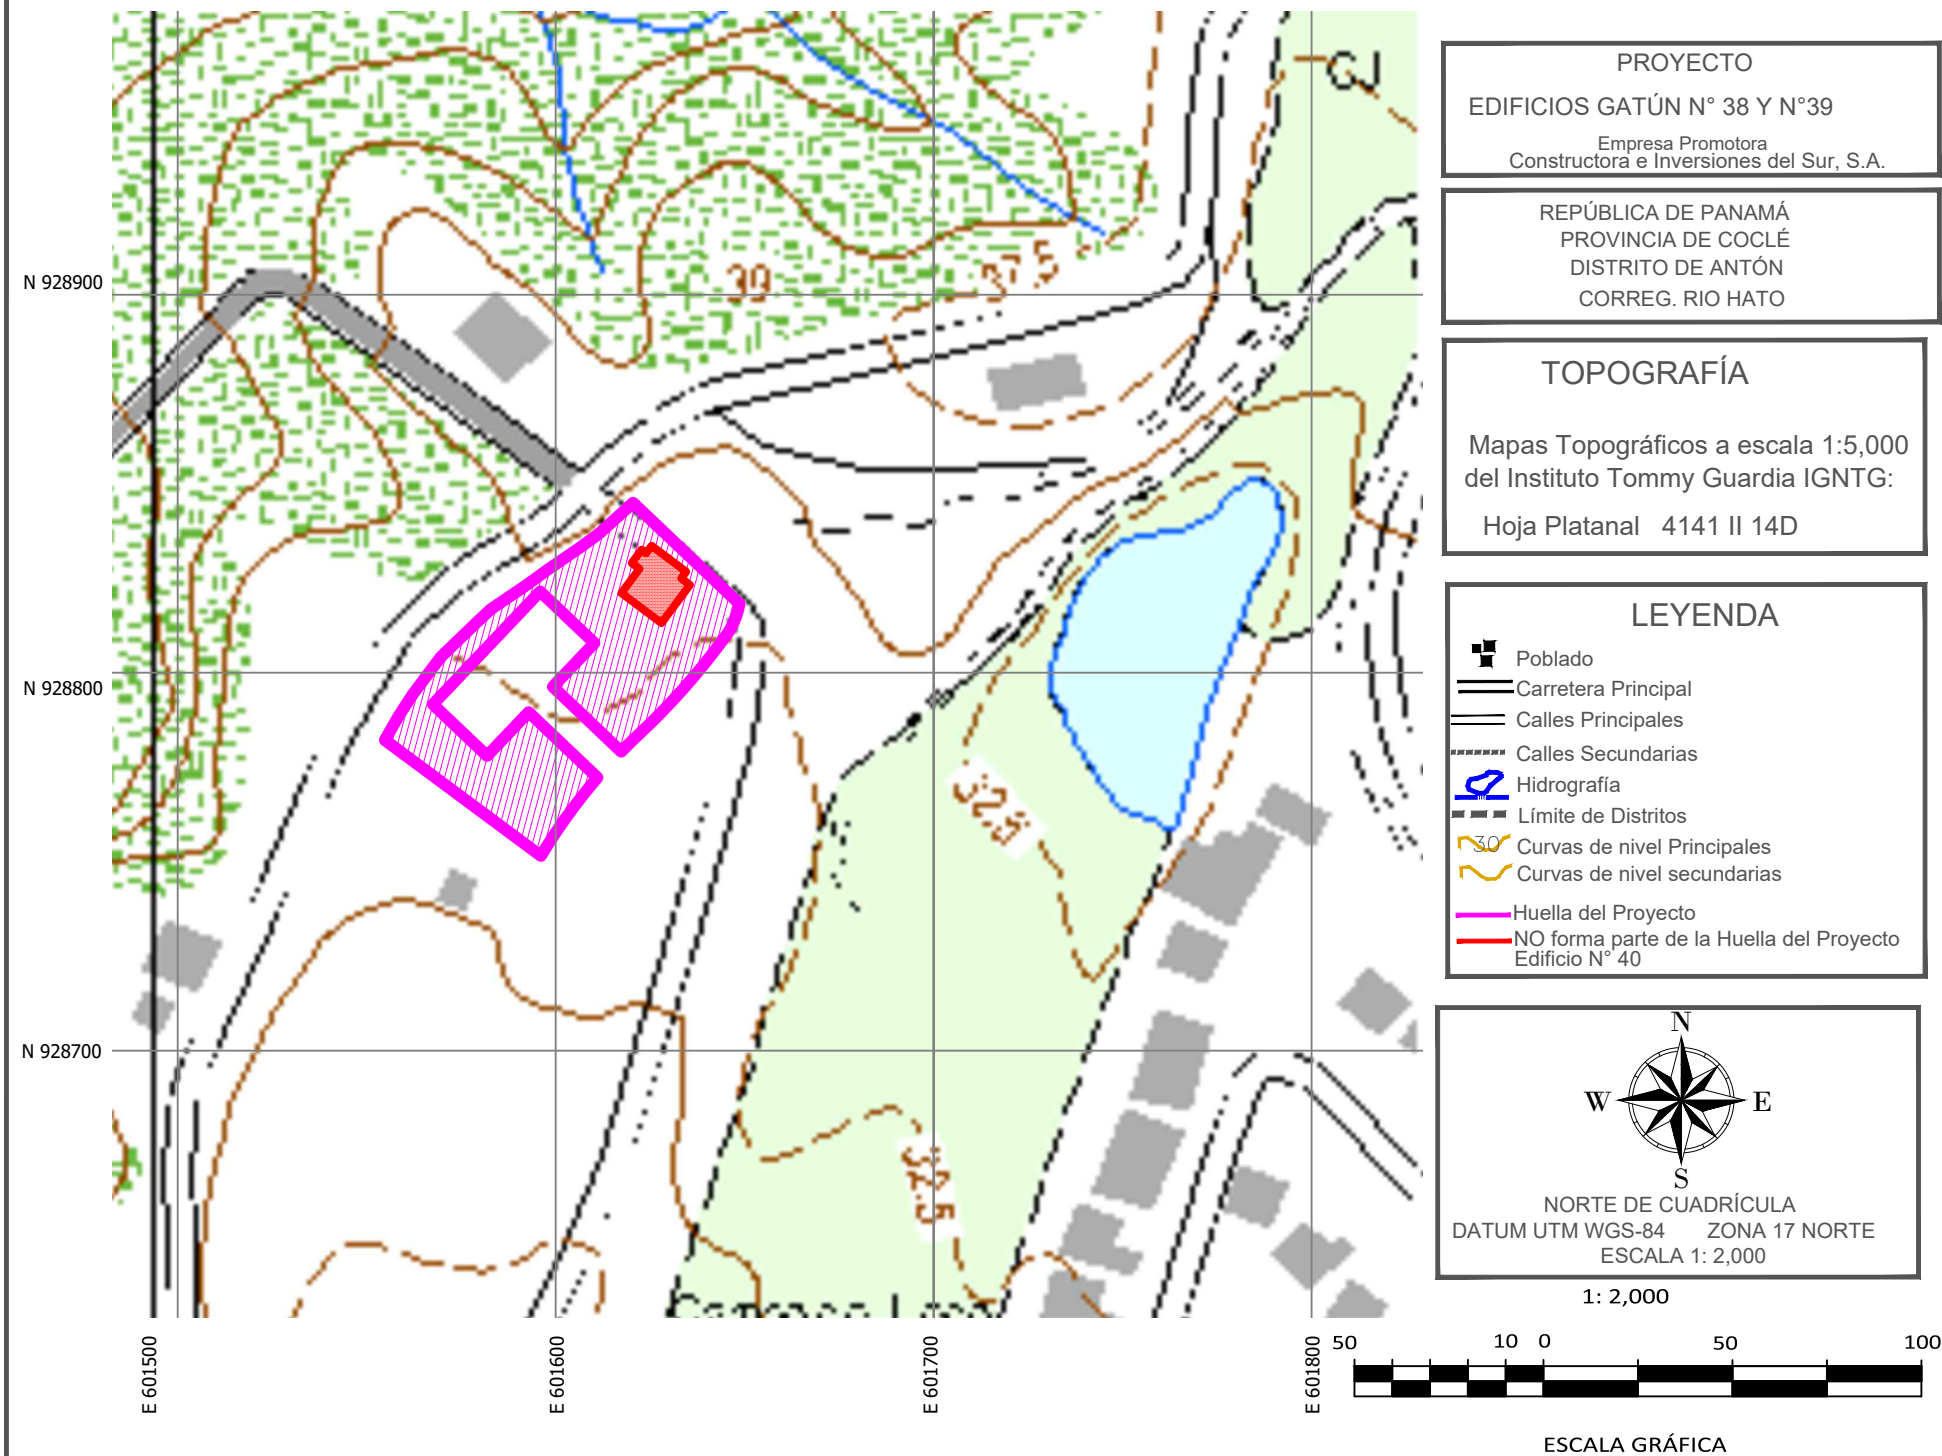 PROYECTO
EDIFICIOS GATÚN N° 38 Y N°39
Empresa Promotora
Constructora e Inversiones del Sur, S.A.
REPÚBLICA DE PANAMÁ
PROVINCIA DE COCLÉ
DISTRITO DE ANTÓN
CORREG. RIO HATO
TOPOGRAFÍA
Mapas Topográficos a escala 1:5,000
del Instituto Tommy Guardia IGNTG:
Hoja Platanal 4141 II 14D
LEYENDA
Poblado
Carretera Principal
Calles Principales
Calles Secundarias
Hidrografía
Límite de Distritos
30 Curvas de nivel Principales
Curvas de nivel secundarias
Huella del Proyecto
NO forma parte de la Huella del Proyecto
Edificio N° 40
N
W E
S
NORTE DE CUADRÍCULA
DATUM UTM WGS-84 ZONA 17 NORTE
ESCALA 1: 2,000
1: 2,000
50 10 0 50 100
ESCALA GRÁFICA
N 928900
N 928800
N 928700
E 601500
E 601600
E 601700
E 601800
30
37.5
32.5
32.5